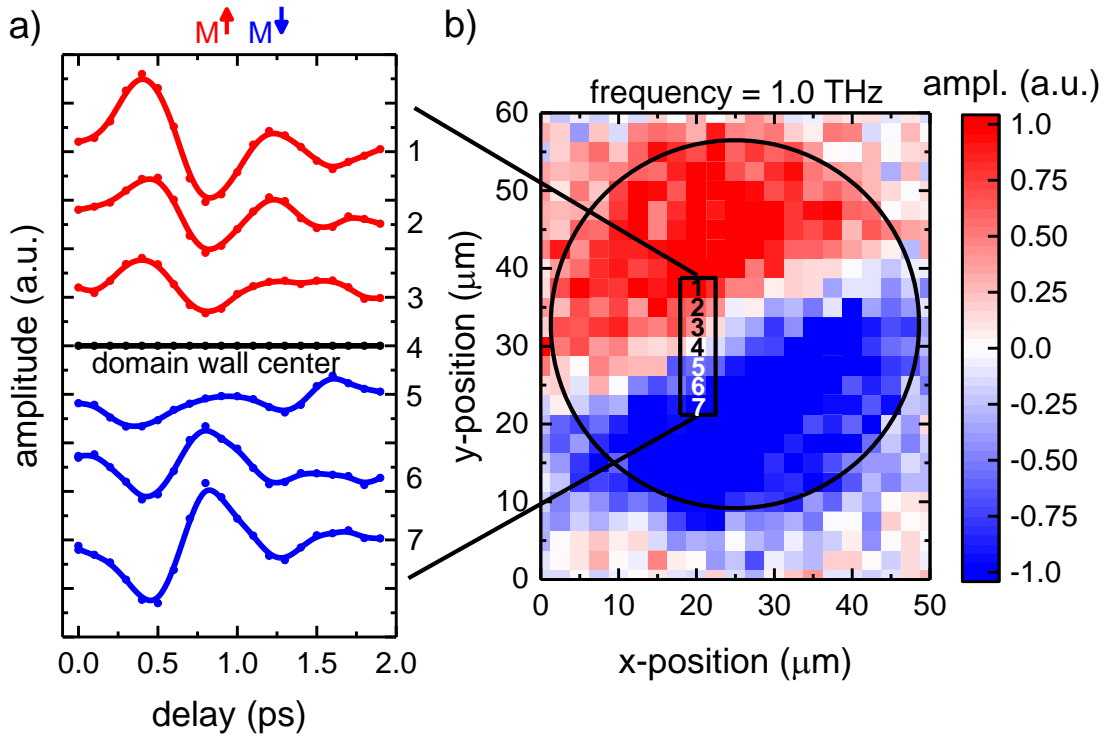 a)
M M
b)
frequency = 1.0 THz
ampl. (a.u.)
amplitude (a.u.)
1
2
3
4
domain wall center
5
6
7
0.0 0.5 1.0 1.5 2.0
delay (ps)
y-position (μm)
60
50
40
30
20
10
0
1
2
3
4
5
6
7
0 10 20 30 40 50
x-position (μm)
1.0
0.75
0.50
0.25
0.0
-0.25
-0.50
-0.75
-1.0